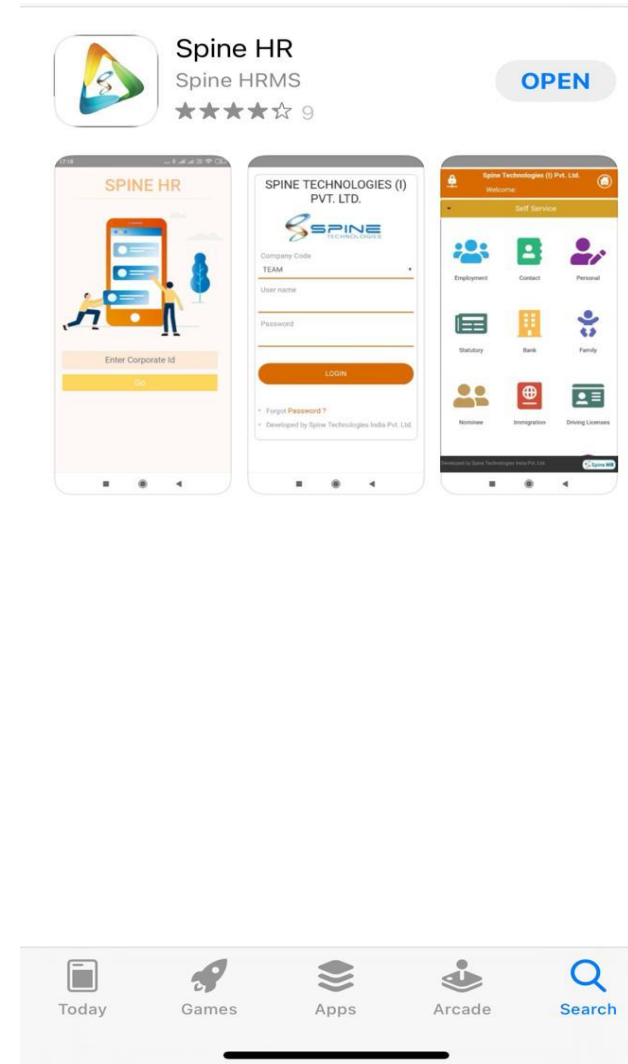 Spine HR
Spine HRMS
OPEN
9
17:18
SPINE HR
Enter Corporate Id
Go
SPINE TECHNOLOGIES (I)
PVT. LTD.
SPINE
TECHNOLOGIES
Company Code
TEAM
User name
Password
LOGIN
Forgot Password ?
Developed by Spine Technologies India Pvt. Ltd.
Spine Technologies (I) Pvt. Ltd.
Welcome:
Self Service
Employment Contact Personal
Statutory Bank Family
Nominee Immigration Driving Licenses
Developed by Spine Technologies India Pvt. Ltd.
Spine HR
Today Games Apps Arcade Search